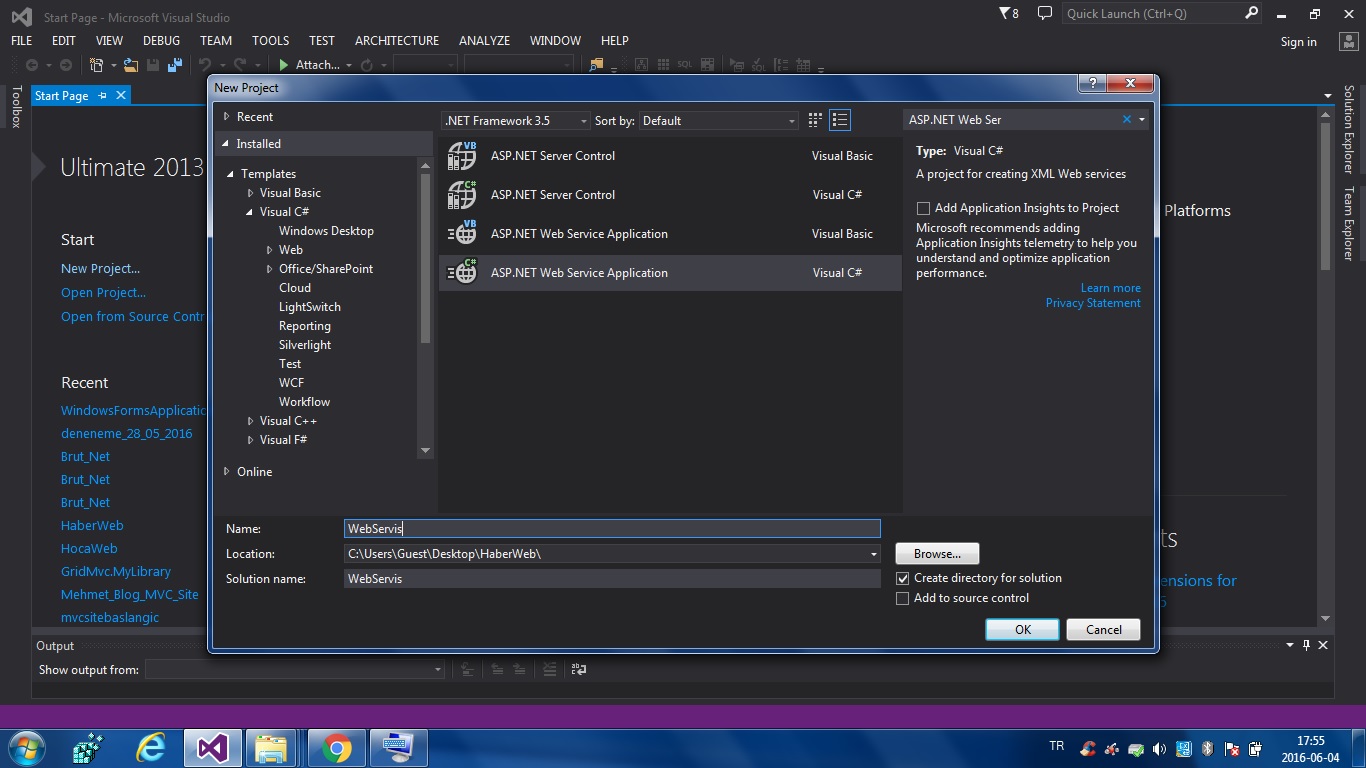 Start Page - Microsoft Visual Studio
8
Quick Launch (Ctrl+Q)
FILE EDIT VIEW DEBUG TEAM TOOLS TEST ARCHITECTURE ANALYZE WINDOW HELP
Sign in
Attach...
Toolbox
Start Page
Solution Explorer
Team Explorer
Ultimate 2013
Start
New Project...
Open Project...
Open from Source Contr
Recent
WindowsFormsApplicatio
deneneme_28_05_2016
Brut_Net
Brut_Net
Brut_Net
HaberWeb
HocaWeb
GridMvc.MyLibrary
Mehmet_Blog_MVC_Site
mvcsitebaslangic
Platforms
ts
ensions for
5
New Project
Recent
Installed
Templates
Visual Basic
Visual C#
Windows Desktop
Web
Office/SharePoint
Cloud
LightSwitch
Reporting
Silverlight
Test
WCF
Workflow
Visual C++
Visual F#
Online
.NET Framework 3.5
Sort by: Default
ASP.NET Web Ser
VB ASP.NET Server Control Visual Basic
C# ASP.NET Server Control Visual C#
VB ASP.NET Web Service Application Visual Basic
C# ASP.NET Web Service Application Visual C#
Type: Visual C#
A project for creating XML Web services
Add Application Insights to Project
Microsoft recommends adding
Application Insights telemetry to help you
understand and optimize application
performance.
Learn more
Privacy Statement
Name: WebServis
Location: C:\Users\Guest\Desktop\HaberWeb\
Browse...
Solution name: WebServis
Create directory for solution
Add to source control
OK
Cancel
Output
Show output from:
TR
17:55
2016-06-04